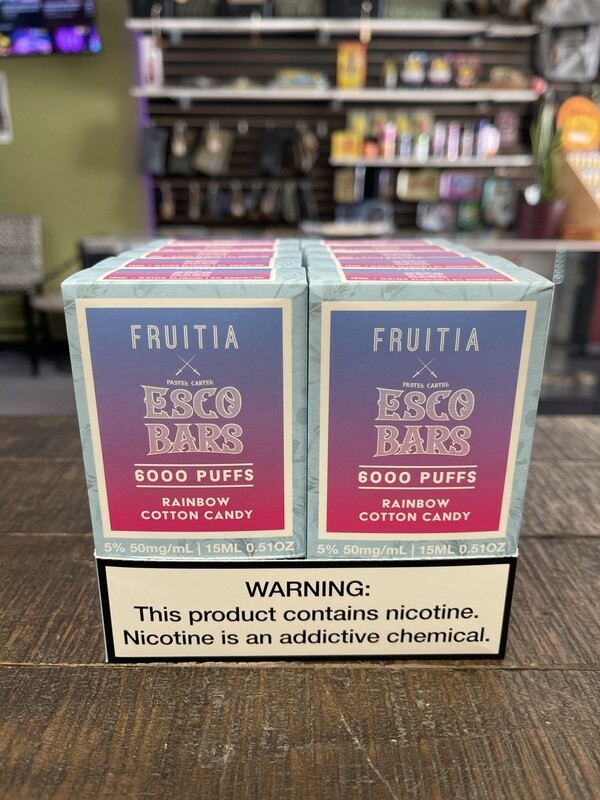 FRUITIA
PASTEL CARTEL
ESCO
BARS
6000 PUFFS
RAINBOW
COTTON CANDY
5% 50mg/mL | 15ML 0.51OZ
FRUITIA
PASTEL CARTEL
ESCO
BARS
6000 PUFFS
RAINBOW
COTTON CANDY
5% 50mg/mL | 15ML 0.51OZ
WARNING:
This product contains nicotine.
Nicotine is an addictive chemical.